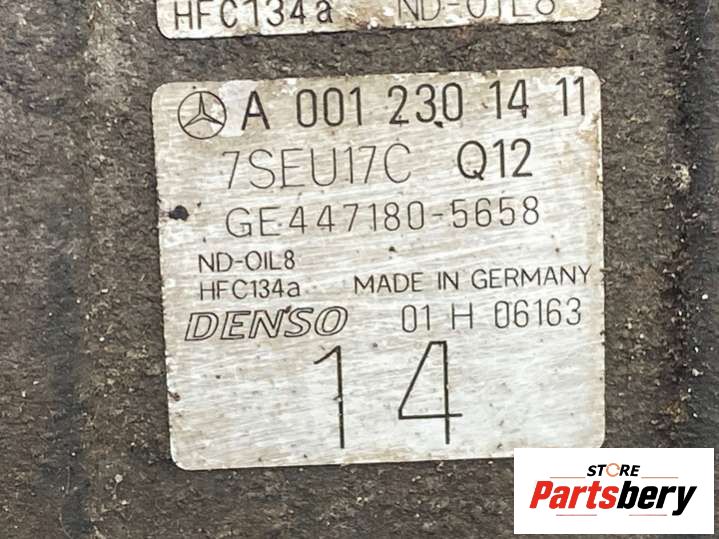 HFC134a ND-OIL8
A 001 230 14 11
7SEU17C Q12
GE447180-5658
ND-OIL8
HFC134a MADE IN GERMANY
DENSO 01 H 06163
14
STORE
Partsbery